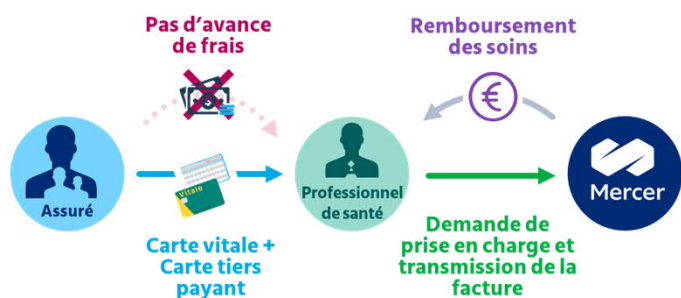 Pas d’avance
de frais
Remboursement
des soins
€
Vitale
Assuré
Professionnel
de santé
Mercer
Carte vitale +
Carte tiers
payant
Demande de
prise en charge et
transmission de la
facture